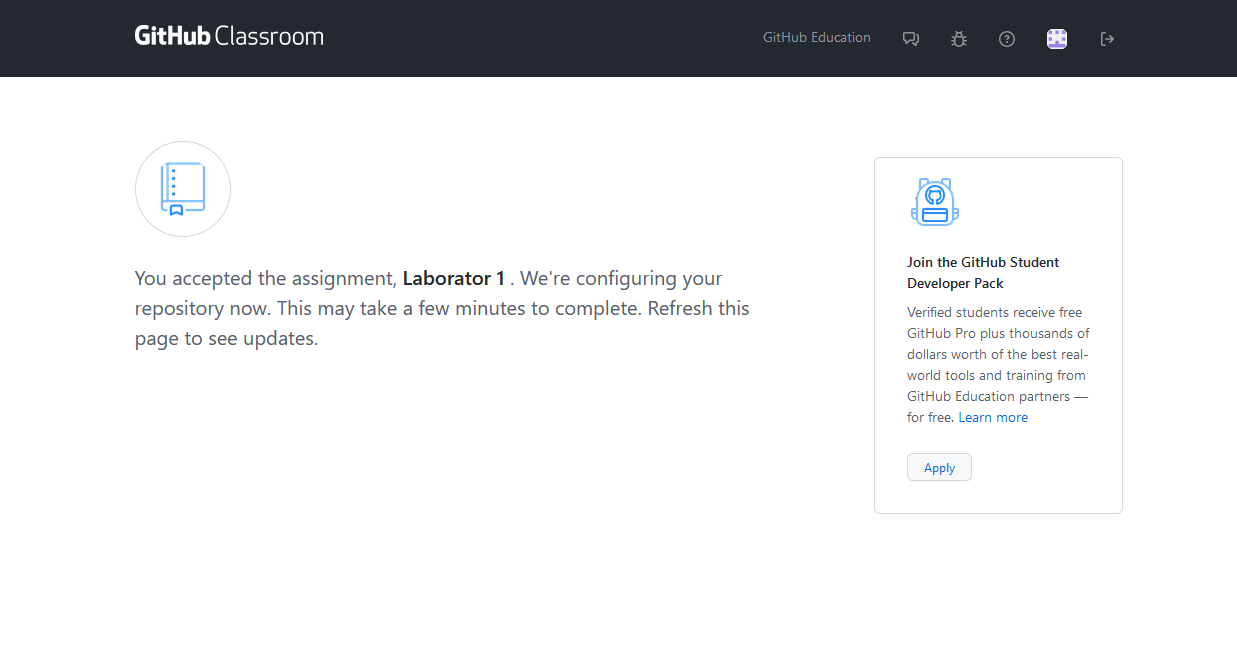 GitHub Classroom
GitHub Education
You accepted the assignment, Laborator 1 . We're configuring your
repository now. This may take a few minutes to complete. Refresh this
page to see updates.
Join the GitHub Student
Developer Pack
Verified students receive free
GitHub Pro plus thousands of
dollars worth of the best real-
world tools and training from
GitHub Education partners —
for free. Learn more
Apply